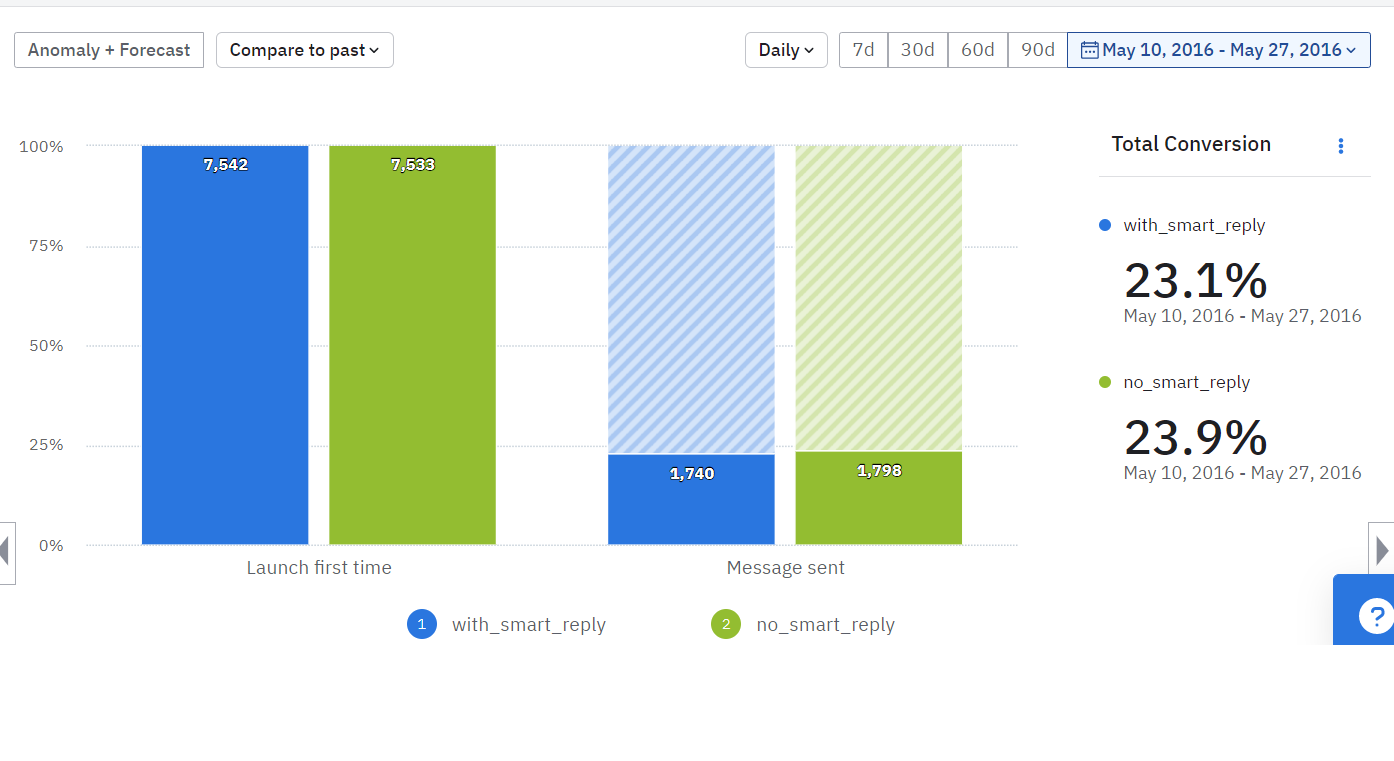 Anomaly + Forecast Compare to past Daily 7d 30d 60d 90d May 10, 2016 - May 27, 2016
100%
75%
50%
25%
0%
7,542 7,533
1,740 1,798
Launch first time Message sent
1 with_smart_reply 2 no_smart_reply
Total Conversion
with_smart_reply
23.1%
May 10, 2016 - May 27, 2016
no_smart_reply
23.9%
May 10, 2016 - May 27, 2016
?